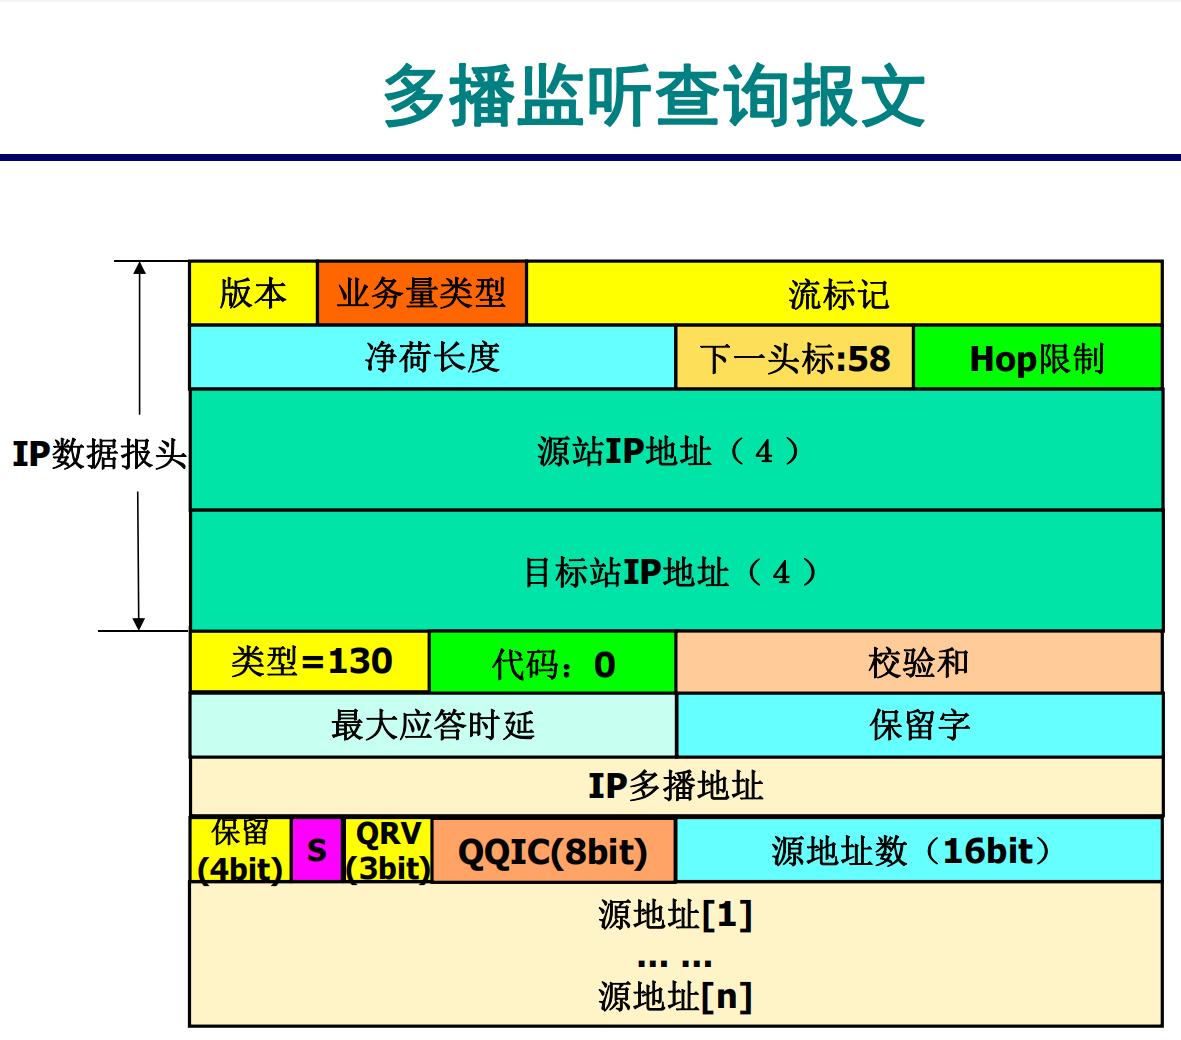 多播监听查询报文
版本 业务量类型 流标记
净荷长度 下一头标:58 Hop限制
IP数据报头
源站IP地址（4）
目标站IP地址（4）
类型=130 代码：0 校验和
最大应答时延 保留字
IP多播地址
保留 S QRV QQIC(8bit) 源地址数（16bit）
(4bit) (3bit)
源地址[1]
... ...
源地址[n]